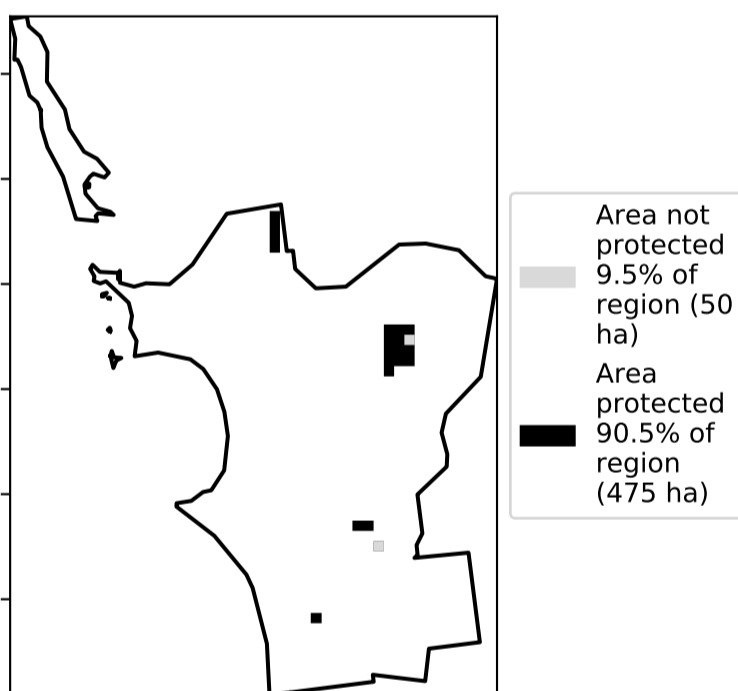 Area not
protected
9.5% of
region (50
ha)
Area
protected
90.5% of
region
(475 ha)